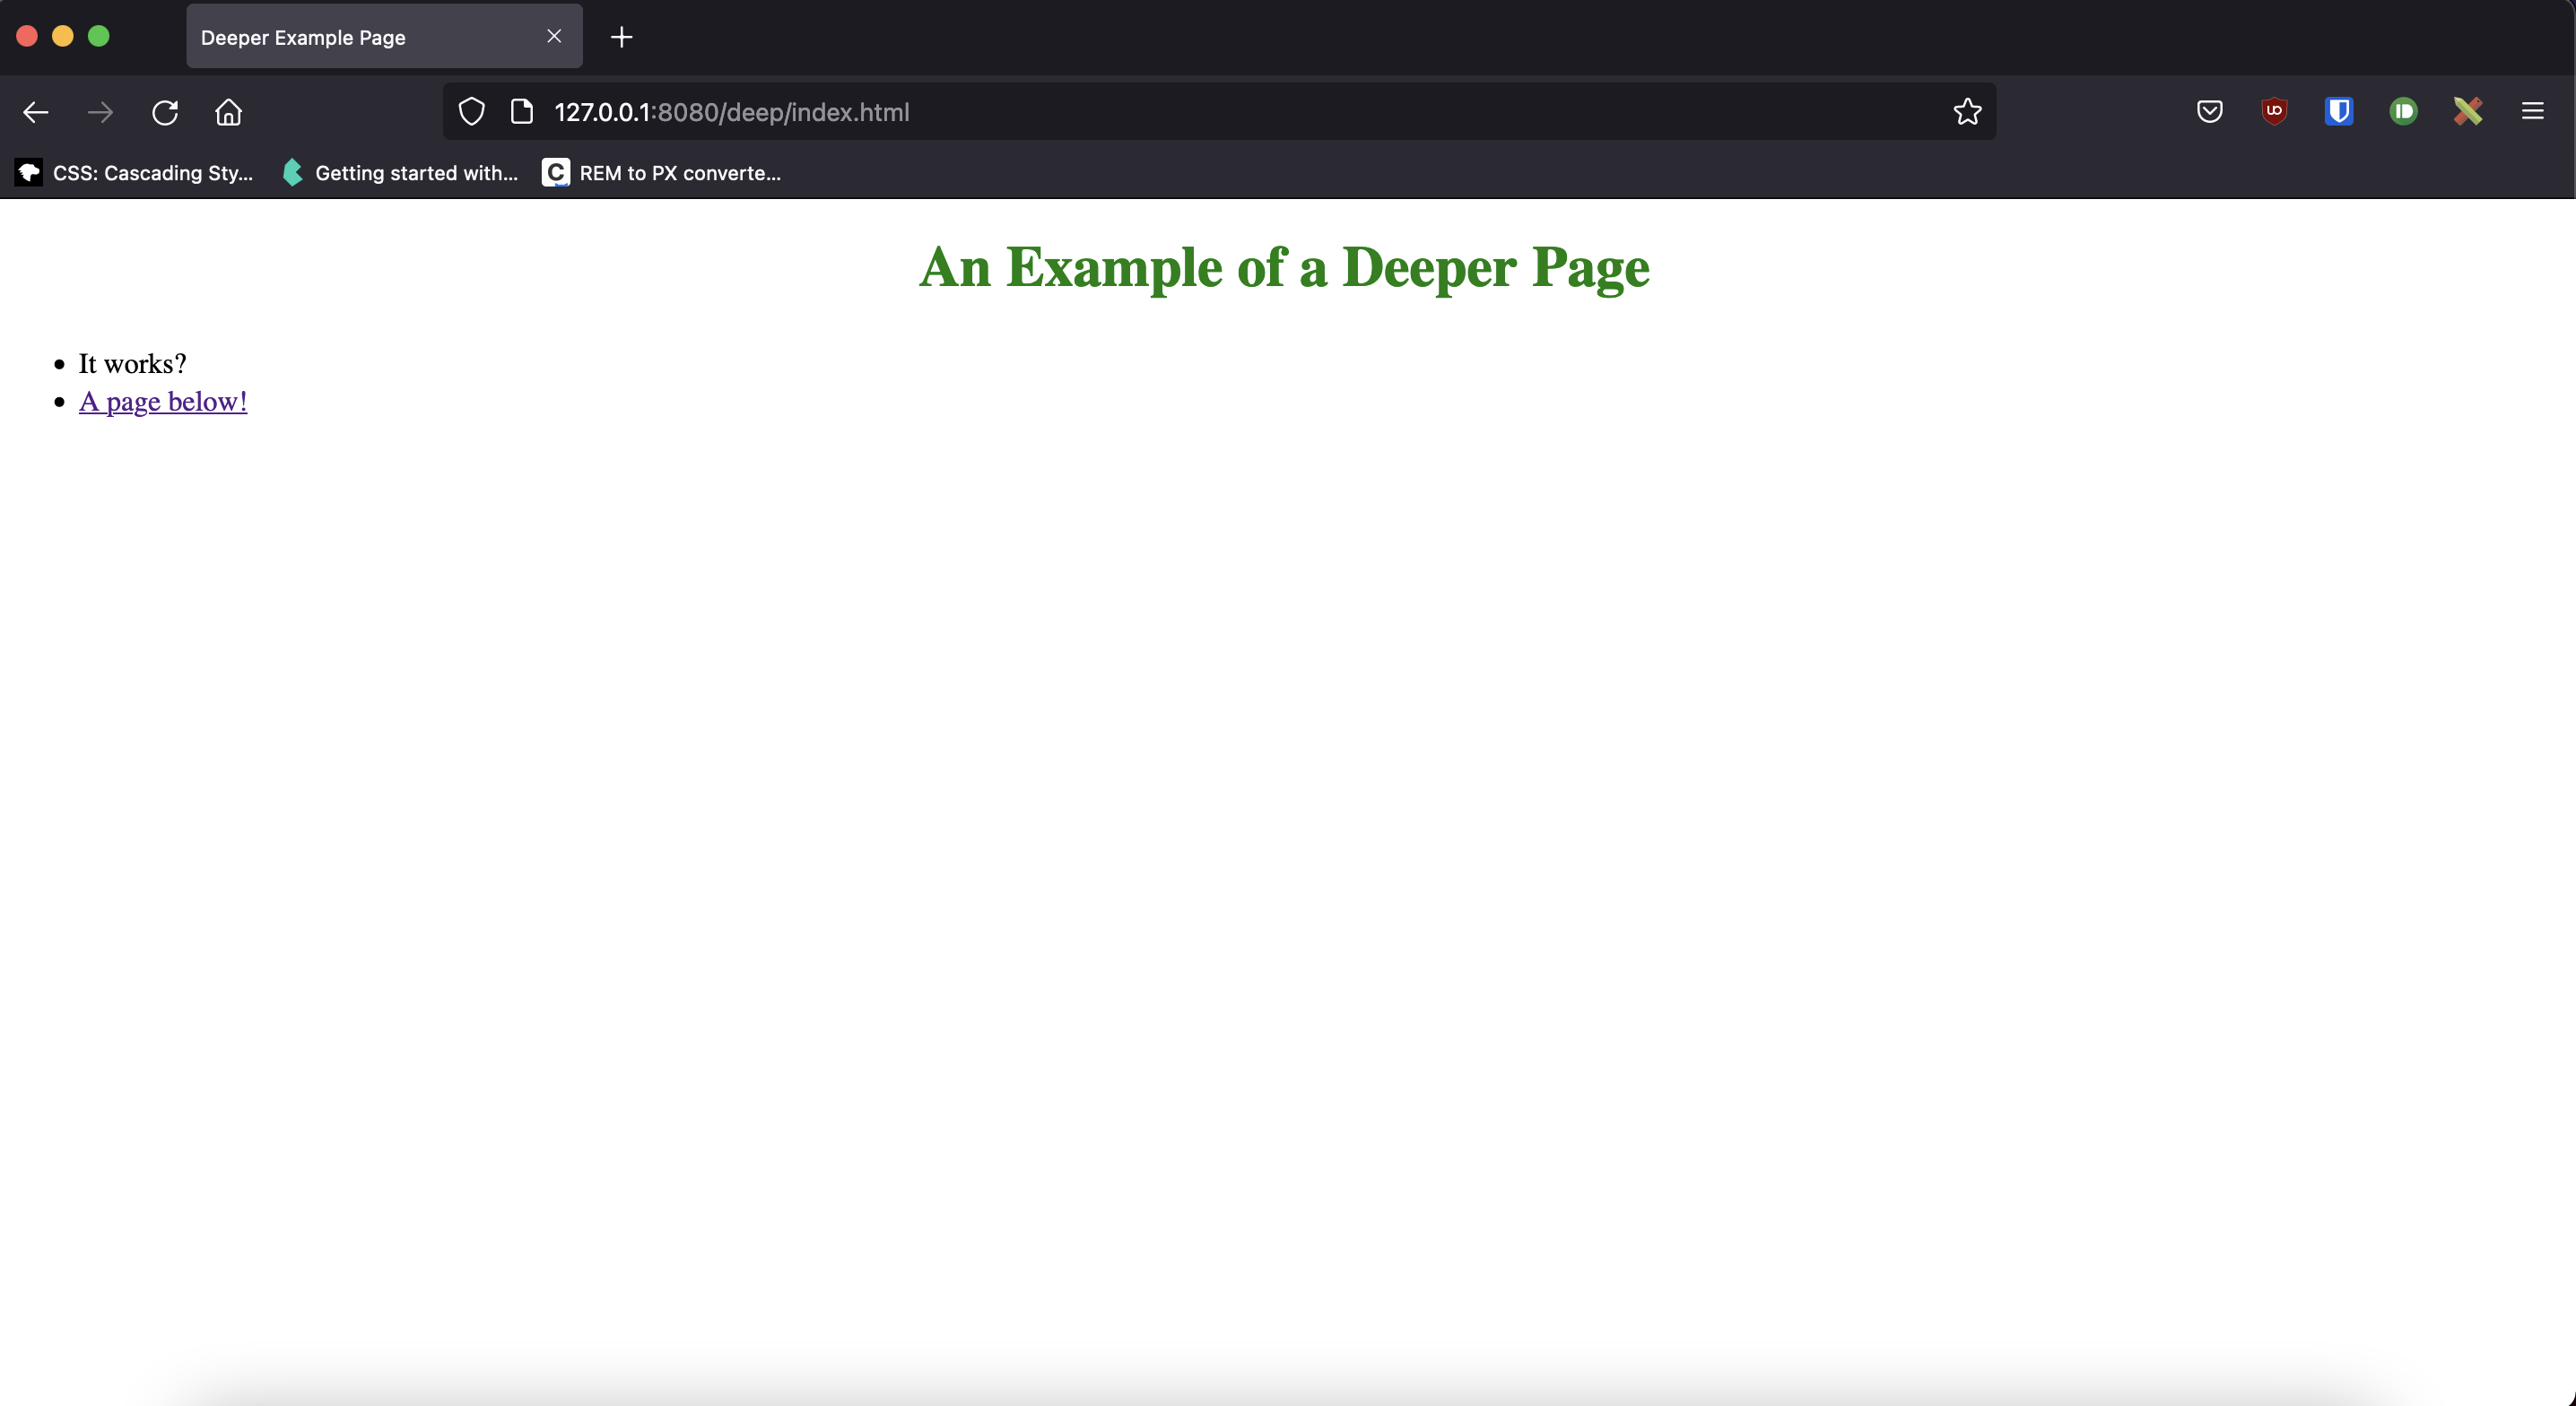 Deeper Example Page
127.0.0.1:8080/deep/index.html
CSS: Cascading Sty...
Getting started with...
C REM to PX converte...
An Example of a Deeper Page
It works?
A page below!